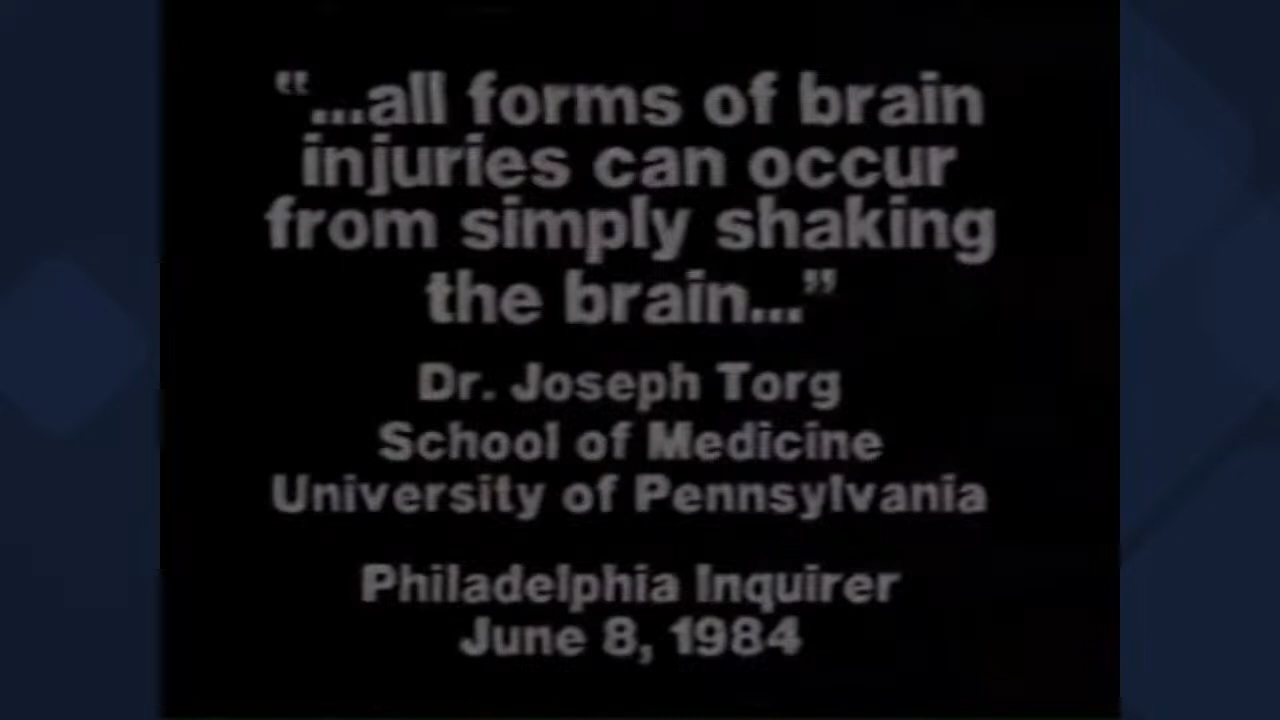 “...all forms of brain
injuries can occur
from simply shaking
the brain...”
Dr. Joseph Torg
School of Medicine
University of Pennsylvania
Philadelphia Inquirer
June 8, 1984